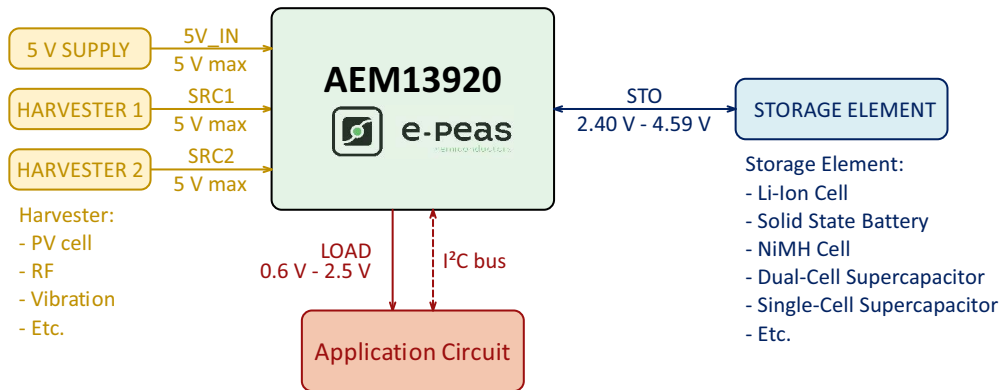 5 V SUPPLY
5V_IN
5 V max
HARVESTER 1
SRC1
5 V max
HARVESTER 2
SRC2
5 V max
Harvester:
- PV cell
- RF
- Vibration
- Etc.
AEM13920
e-peas
semiconductors
STO
2.40 V - 4.59 V
STORAGE ELEMENT
Storage Element:
- Li-Ion Cell
- Solid State Battery
- NiMH Cell
- Dual-Cell Supercapacitor
- Single-Cell Supercapacitor
- Etc.
LOAD
0.6 V - 2.5 V
I²C bus
Application Circuit